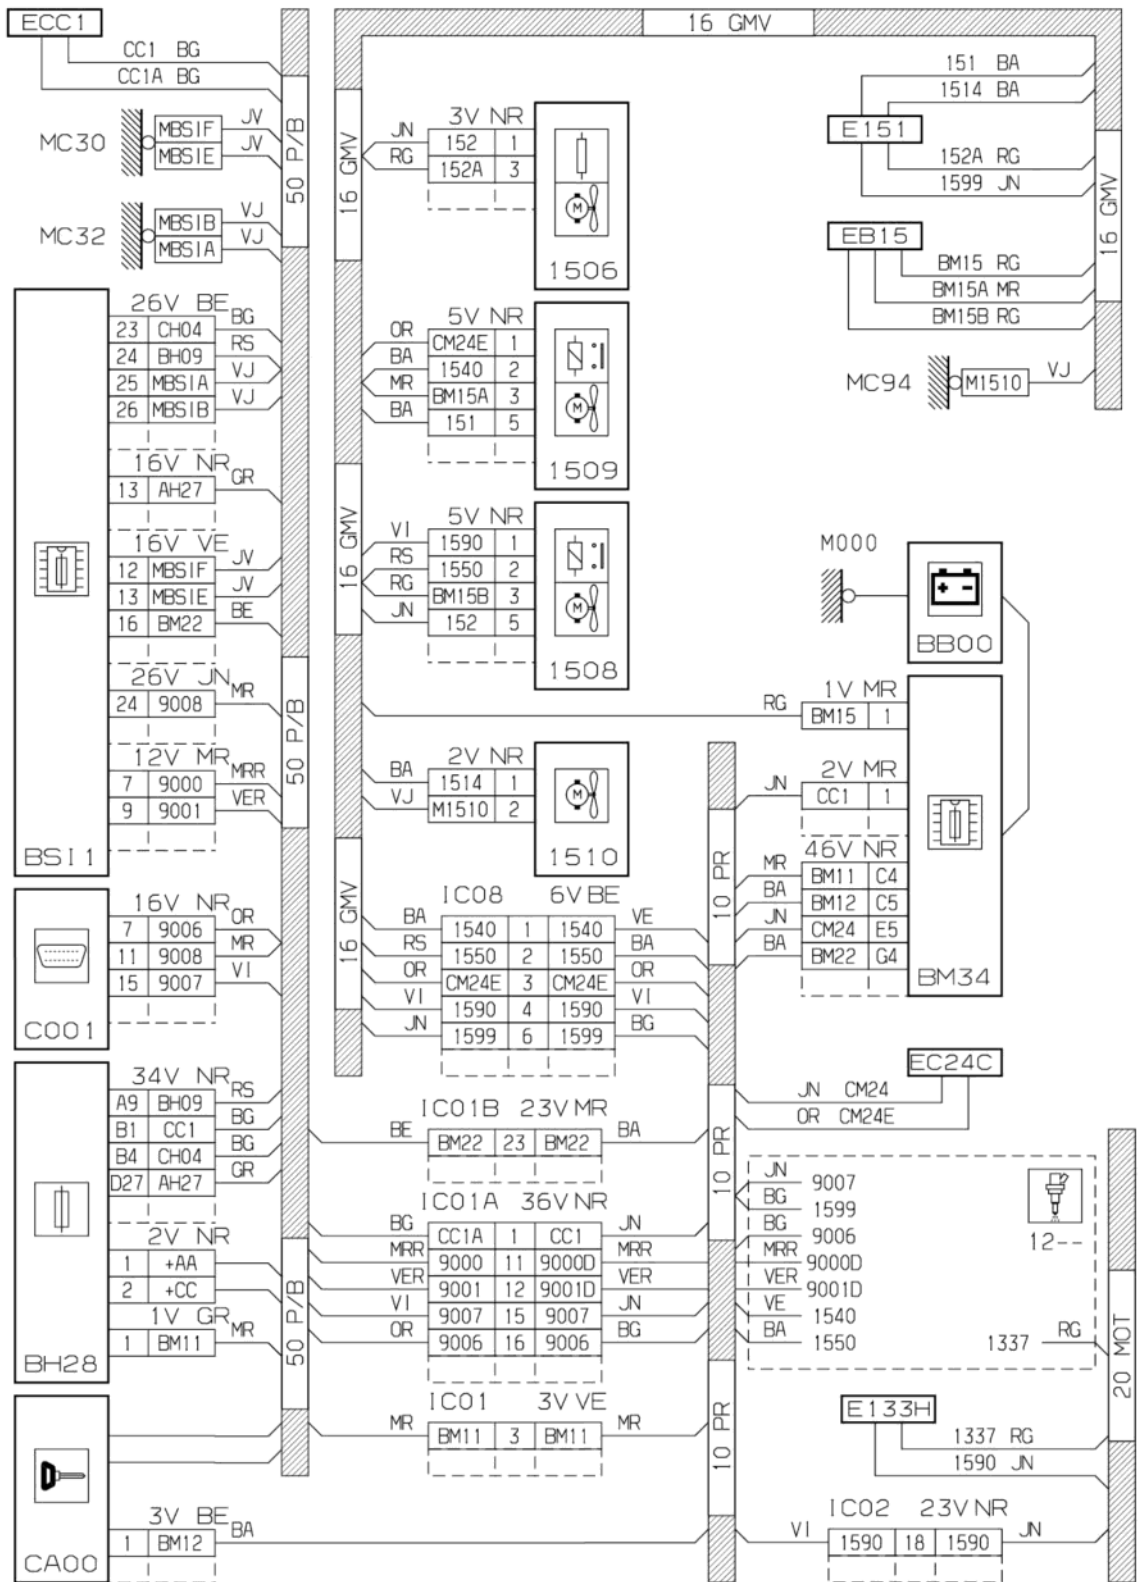 ECC1
CC1 BG
CC1A BG
MC30
MBSIF JV
MBSIE JV
MC32
MBSIB VJ
MBSIA VJ
50 P/B
26V BE
23 CH04 BG
24 BH09 RS
25 MBSIA VJ
26 MBSIB VJ
16V NR
13 AH27 GR
16V VE
12 MBSIF JV
13 MBSIE JV
16 BM22 BE
26V JN
24 9008 MR
12V MR
7 9000 MRR
9 9001 VER
BSI1
50 P/B
16V NR
7 9006 OR
11 9008 MR
15 9007 VI
C001
34V NR
A9 BH09 RS
B1 CC1 BG
B4 CH04 BG
D27 AH27 GR
2V NR
1 +AA
2 +CC
1V GR
1 BM11 MR
BH28
50 P/B
3V BE
1 BM12 BA
CA00
16 GMV
16 GMV
3V NR
JN 152 1
RG 152A 3
1506
5V NR
OR CM24E 1
BA 1540 2
MR BM15A 3
BA 151 5
1509
16 GMV
5V NR
VI 1590 1
RS 1550 2
RG BM15B 3
JN 152 5
1508
2V NR
BA 1514 1
VJ M1510 2
1510
16 GMV
IC08 6V BE
BA 1540 1 1540 VE
RS 1550 2 1550 BA
OR CM24E 3 CM24E OR
VI 1590 4 1590 VI
JN 1599 6 1599 BG
IC01B 23V MR
BE BM22 23 BM22 BA
IC01A 36V NR
BG CC1A 1 CC1 JN
MRR 9000 11 9000D MRR
VER 9001 12 9001D VER
VI 9007 15 9007 JN
OR 9006 16 9006 BG
IC01 3V VE
MR BM11 3 BM11 MR
151 BA
1514 BA
E151
152A RG
1599 JN
16 GMV
EB15
BM15 RG
BM15A MR
BM15B RG
MC94 M1510 VJ
M000
BB00
1V MR
RG BM15 1
2V MR
JN CC1 1
46V NR
MR BM11 C4
BA BM12 C5
JN CM24 E5
BA BM22 G4
BM34
10 PR
EC24C
JN CM24
OR CM24E
10 PR
JN 9007
BG 1599
BG 9006
MRR 9000D
VER 9001D
VE 1540
BA 1550
12--
1337 RG
20 MOT
E133H
1337 RG
1590 JN
10 PR
IC02 23V NR
VI 1590 18 1590 JN